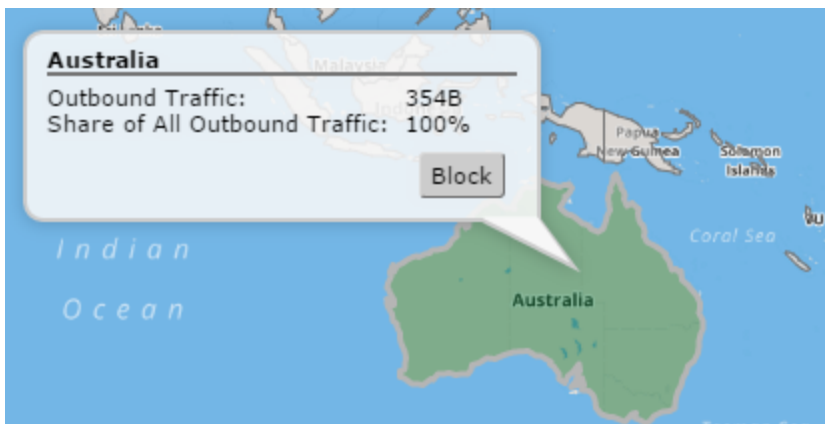 Australia
Malaysia
Outbound Traffic: 354B
Share of All Outbound Traffic: 100%
Block
Papua
New Guinea
Solomon
Islands
Coral Sea
Indian
Ocean
Australia